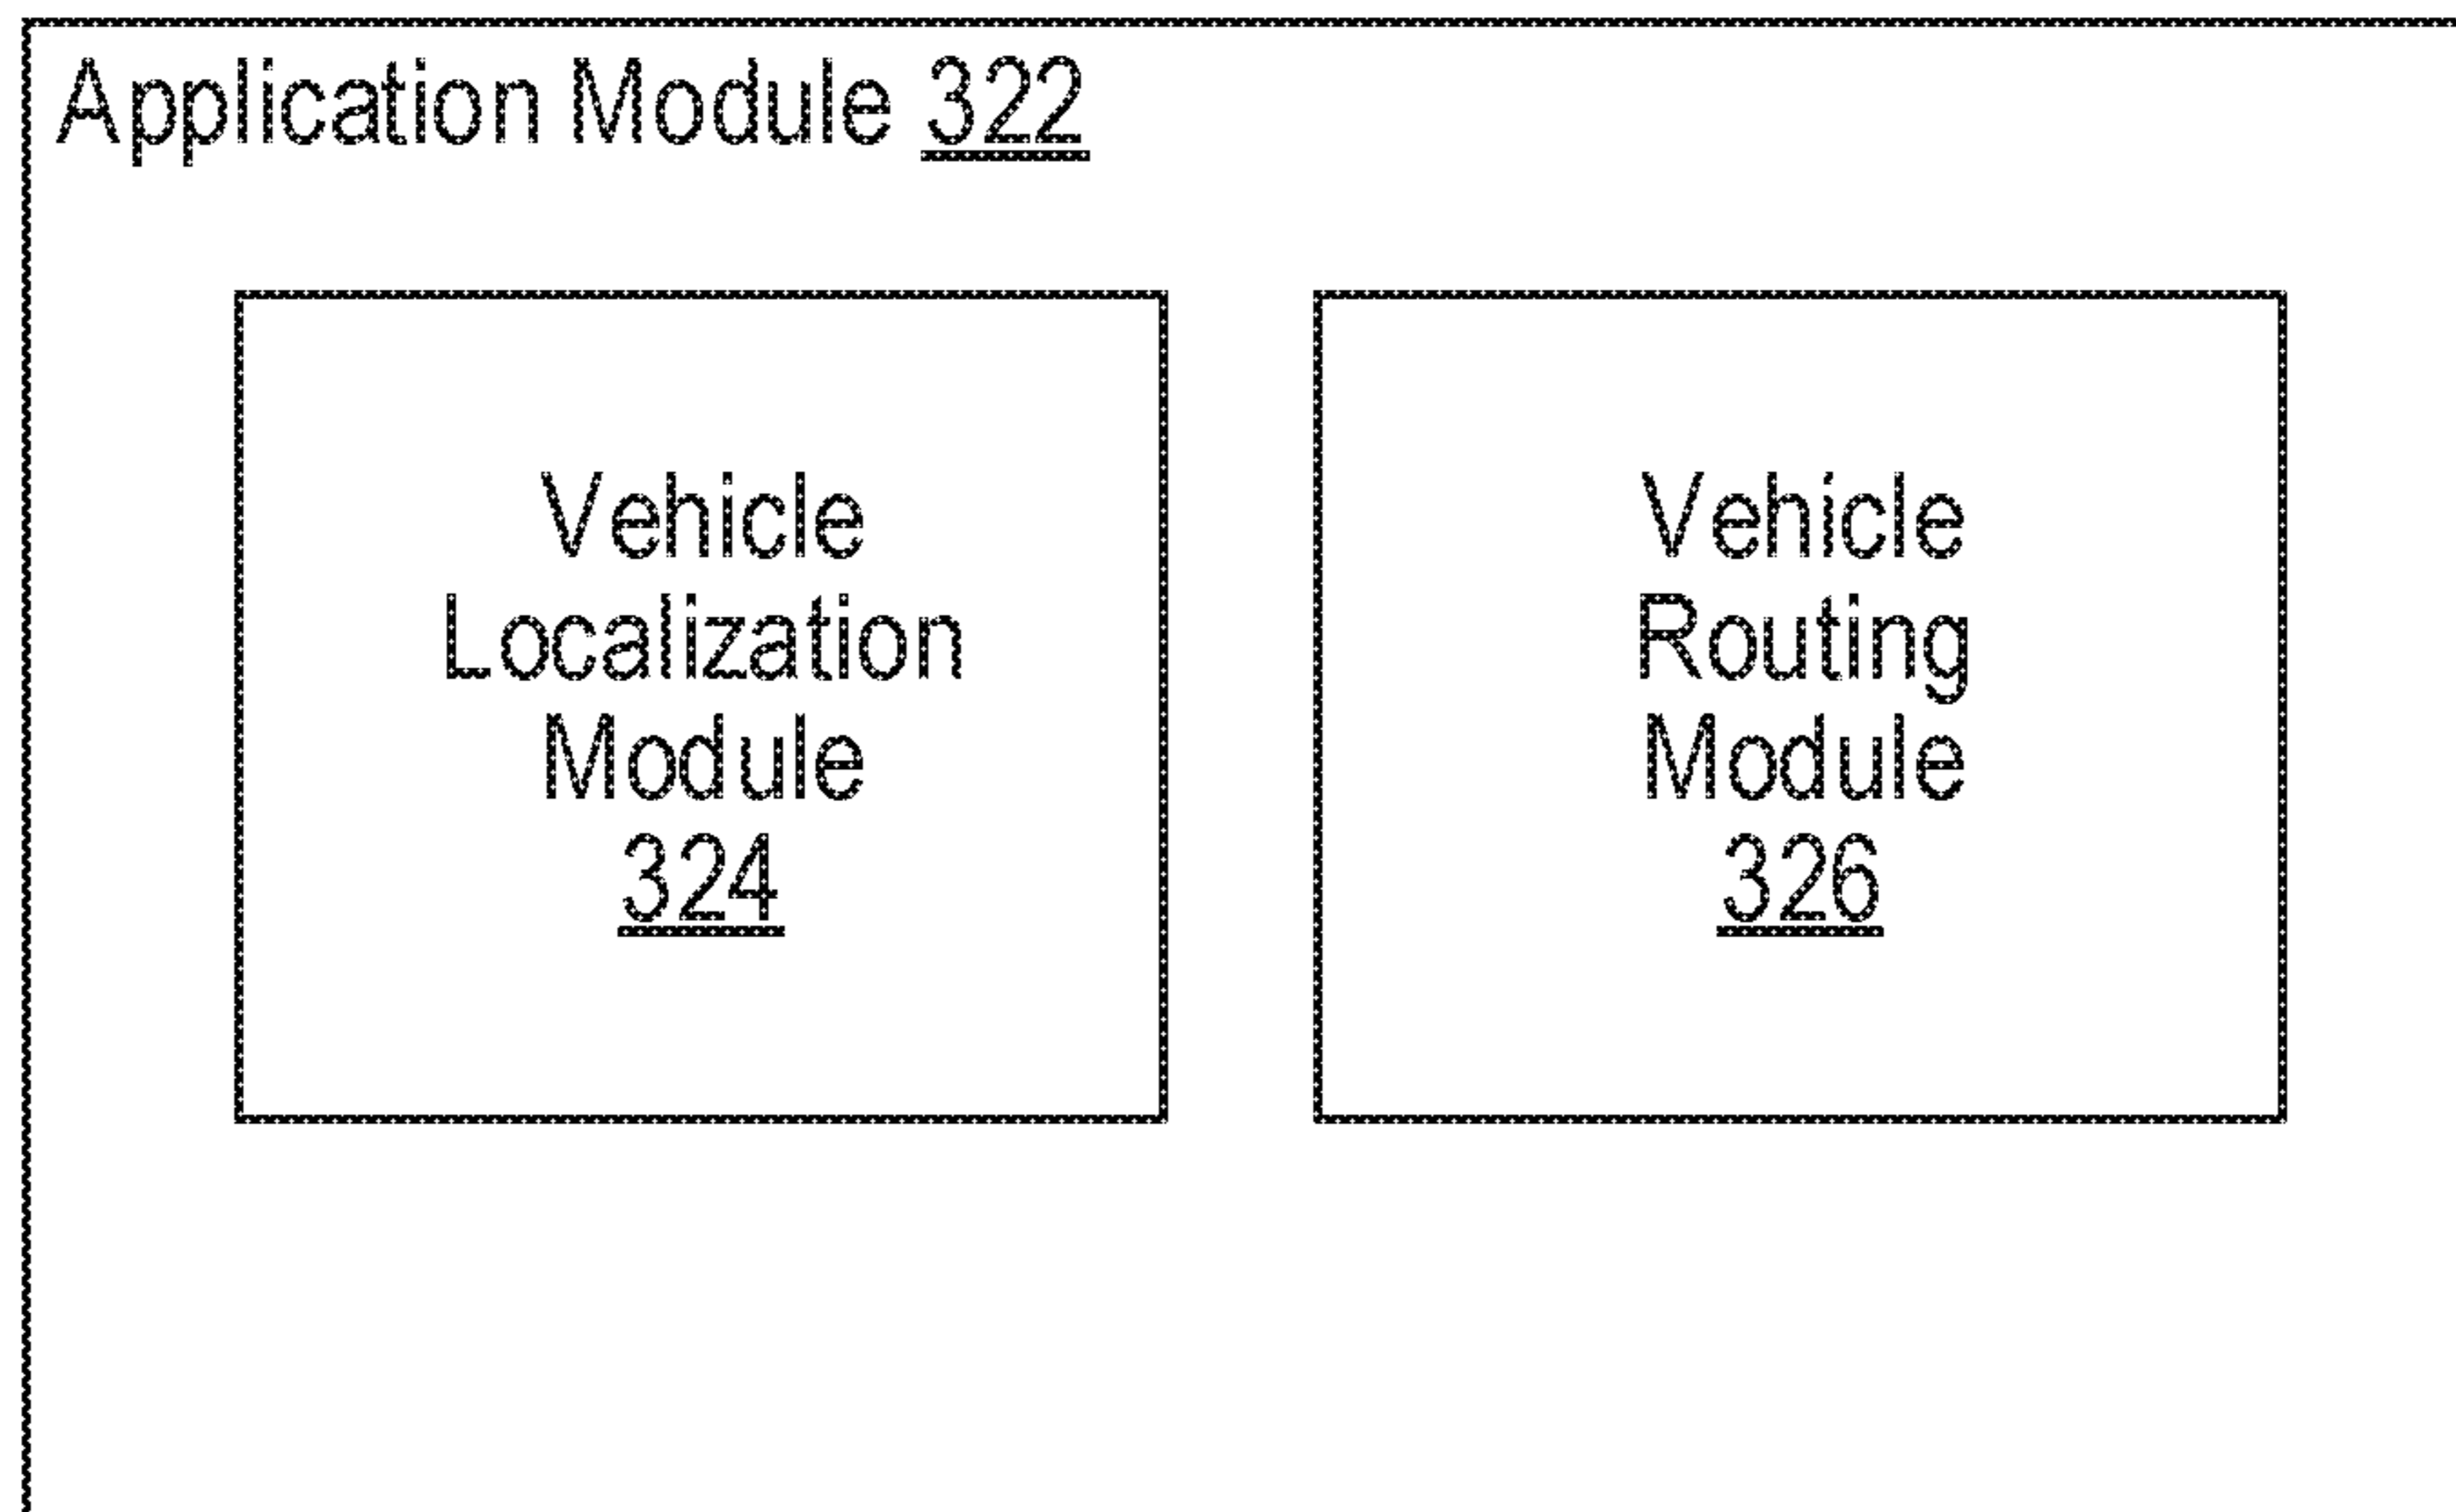 Application Module 322
Vehicle
Localization
Module
324
Vehicle
Routing
Module
326